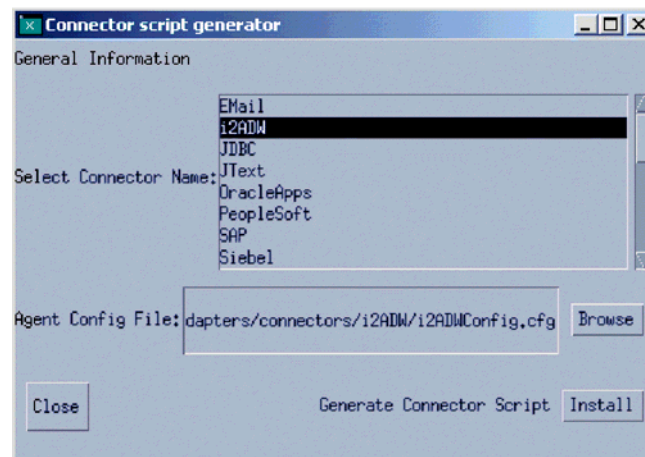 Connector script generator
General Information
EMail
i2ADW
JDBC
Select Connector Name: JText
OracleApps
PeopleSoft
SAP
Siebel
Agent Config File: dapters/connectors/i2ADW/i2ADWConfig.cfg Browse
Close Generate Connector Script Install